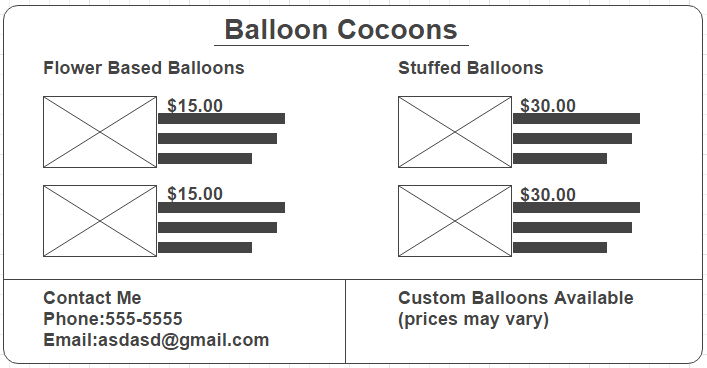 Balloon Cocoons
Flower Based Balloons
$15.00
$15.00
Stuffed Balloons
$30.00
$30.00
Contact Me
Phone:555-5555
Email:asdasd@gmail.com
Custom Balloons Available
(prices may vary)